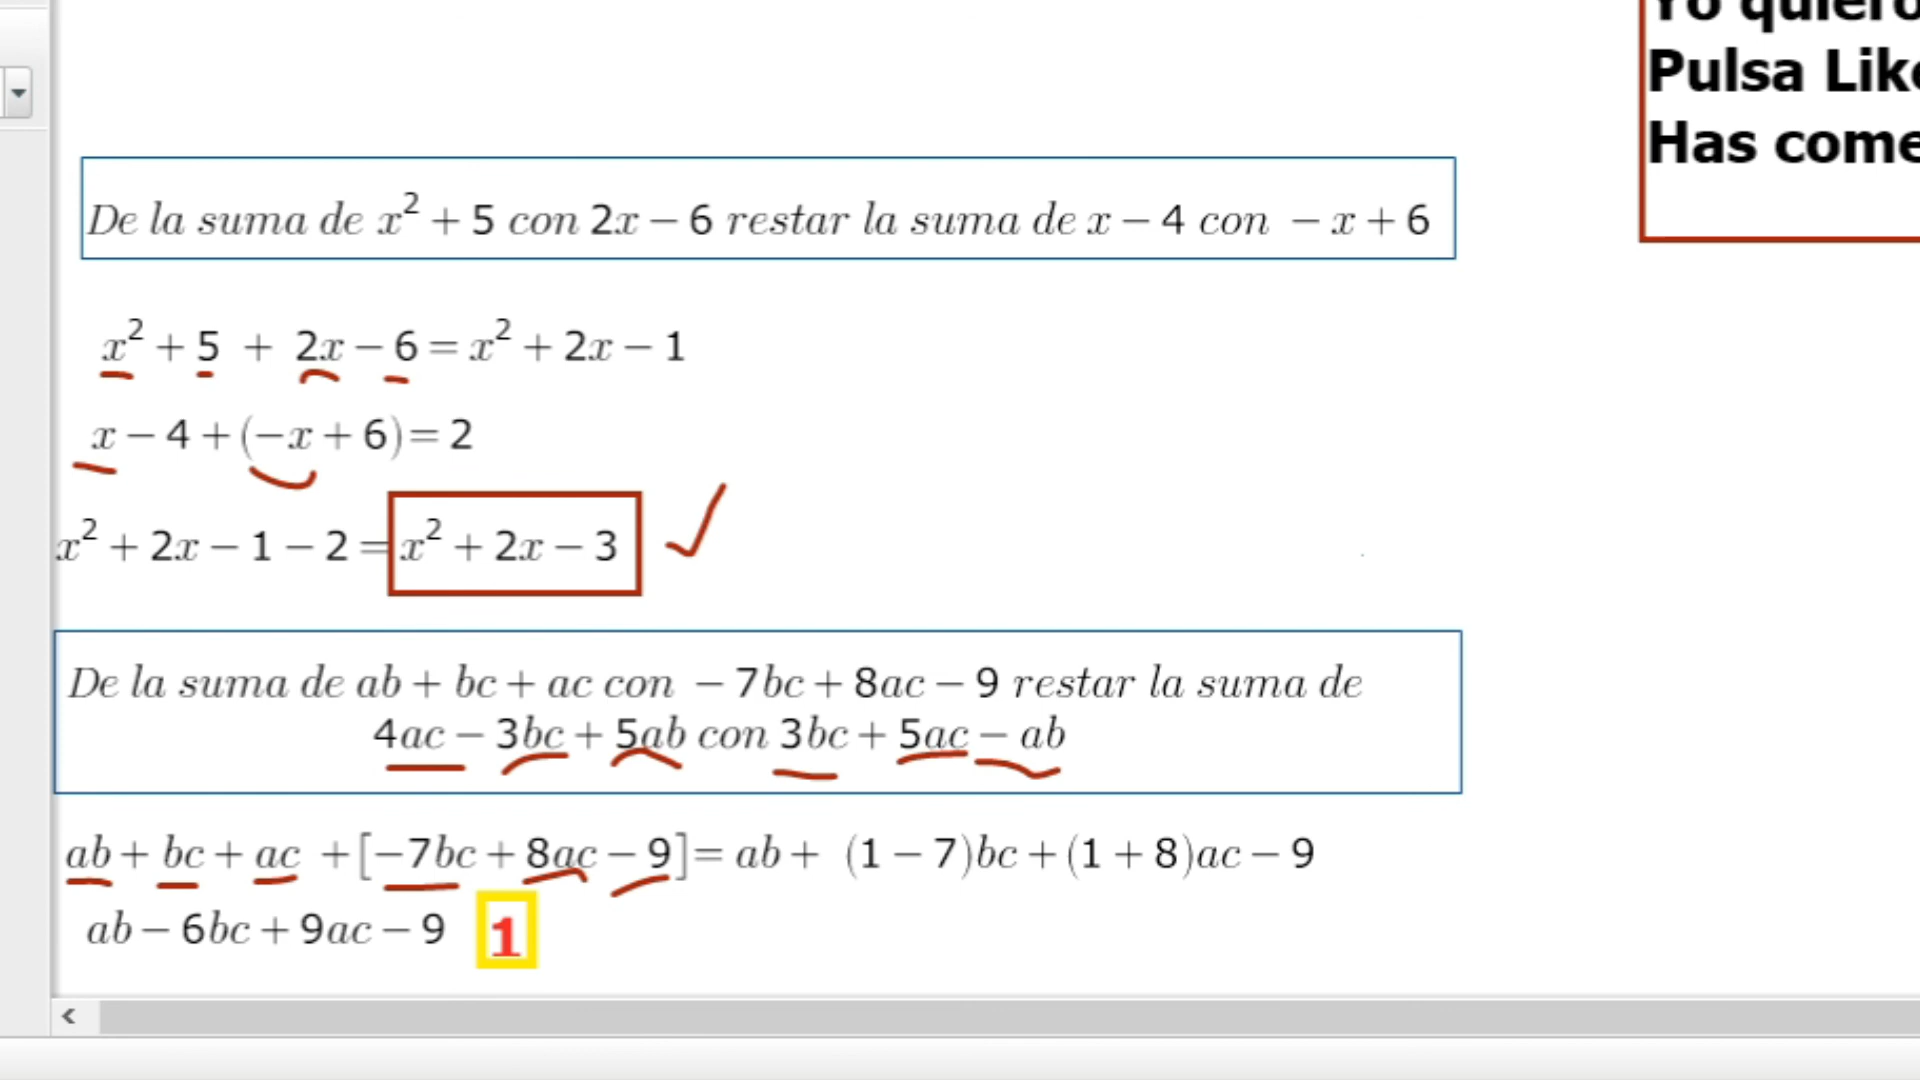 Pulsa
Has
De la suma de x² + 5 con 2x − 6 restar la suma de x − 4 con − x + 6
x² + 5 + 2x − 6 = x² + 2x − 1
x − 4 + (−x + 6) = 2
x² + 2x − 1 − 2 = x² + 2x − 3
De la suma de ab + bc + ac con − 7bc + 8ac − 9 restar la suma de
4ac − 3bc + 5ab con 3bc + 5ac − ab
ab + bc + ac + [−7bc + 8ac − 9] = ab + (1 − 7)bc + (1 + 8)ac − 9
ab − 6bc + 9ac − 9 1